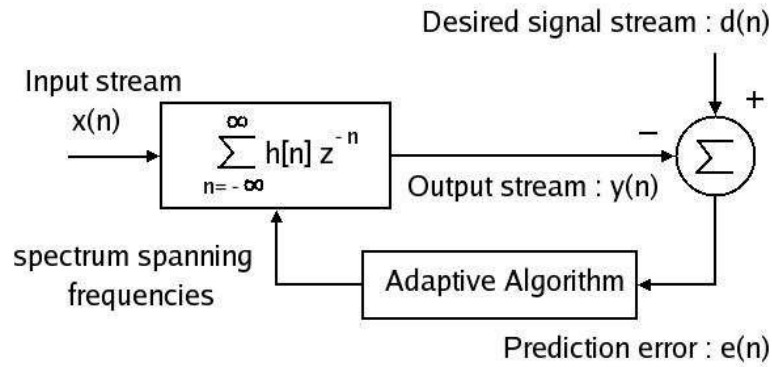 Desired signal stream : d(n)
Input stream
x(n)
+
∞
∑ h[n] z⁻ⁿ
n= - ∞
−
∑
Output stream : y(n)
spectrum spanning
frequencies
Adaptive Algorithm
Prediction error : e(n)